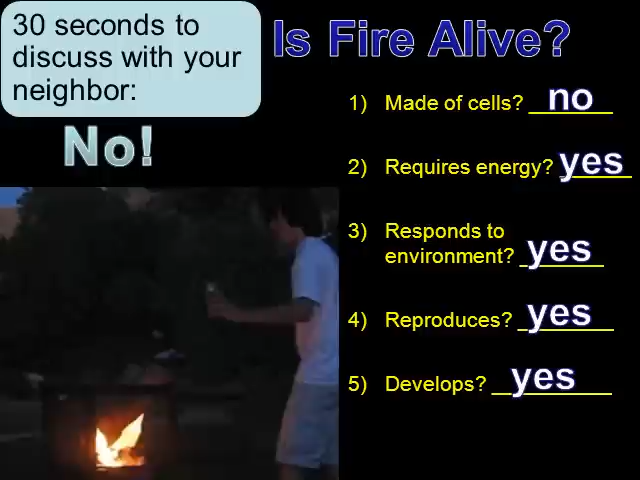 30 seconds to
discuss with your
neighbor:
No!
Is Fire Alive?
1) Made of cells? no
2) Requires energy? yes
3) Responds to
environment? yes
4) Reproduces? yes
5) Develops? yes